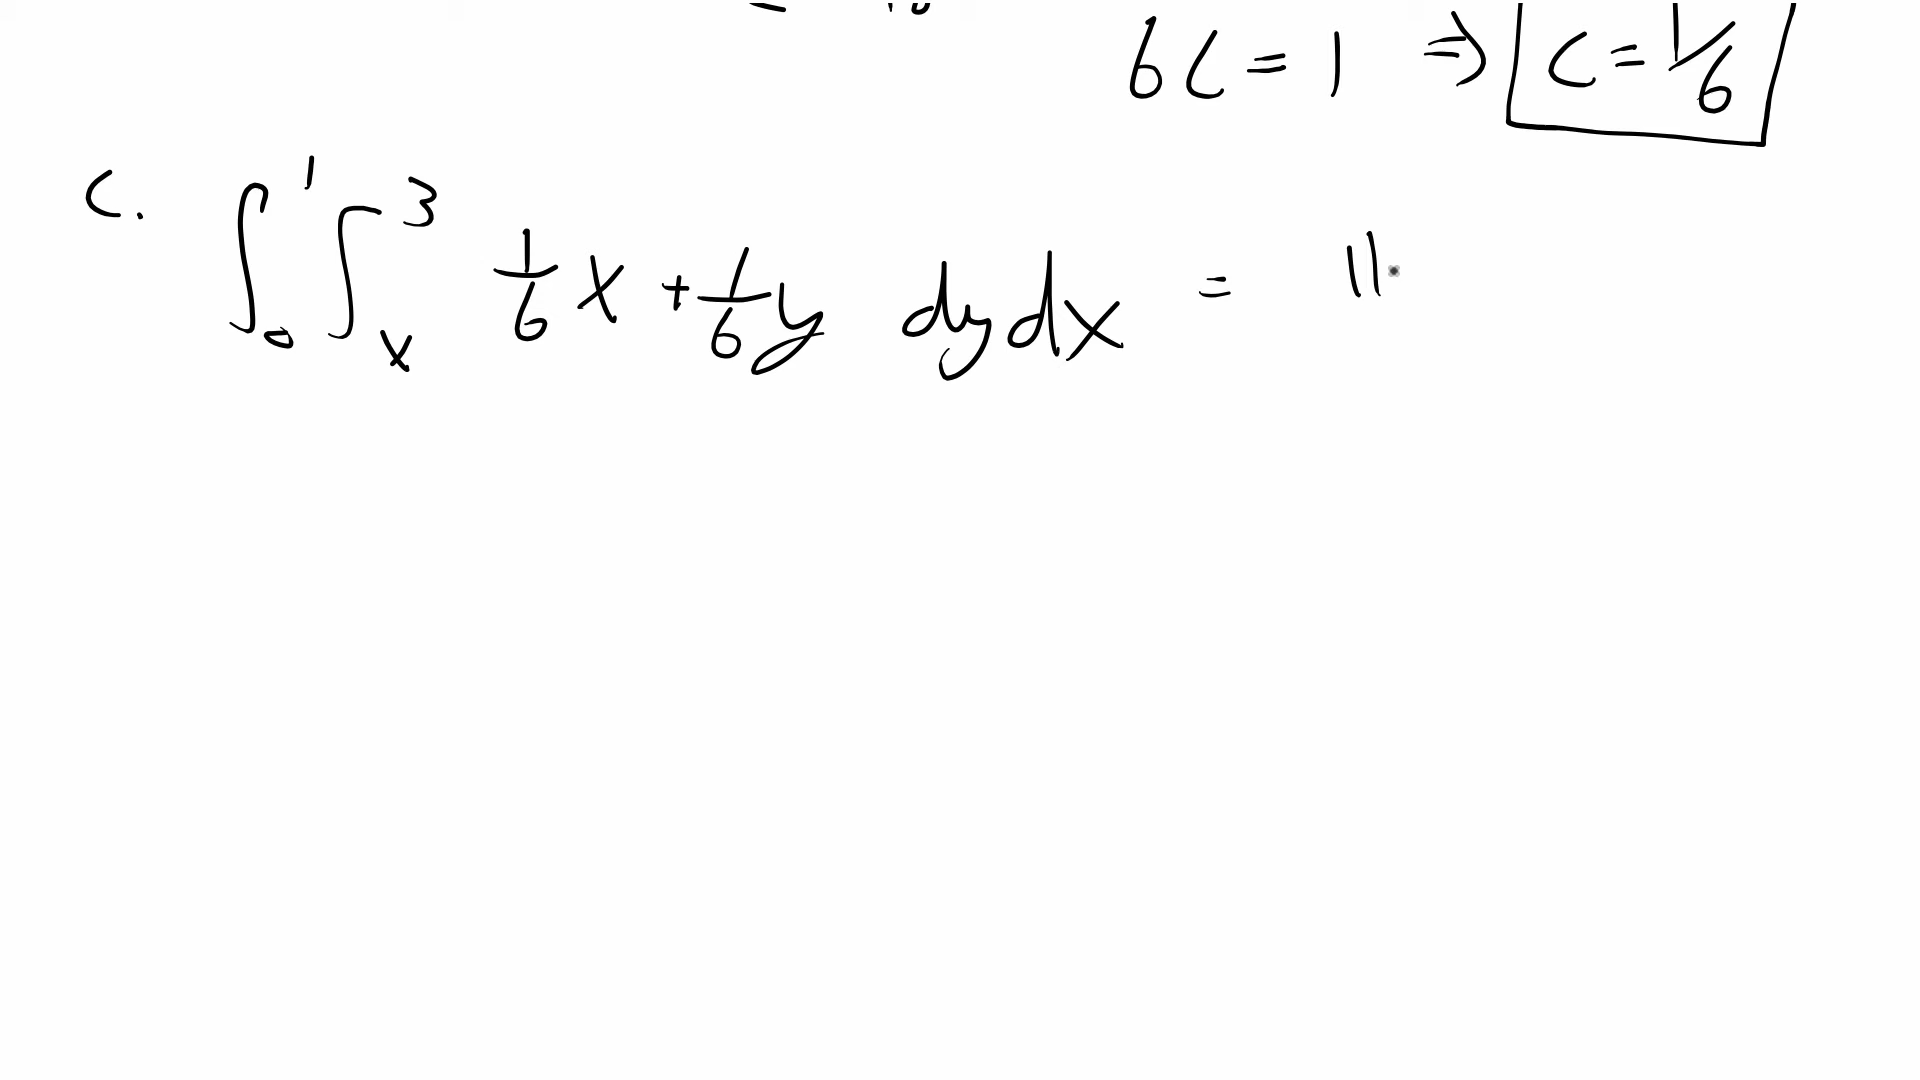 6C = 1 ⇒ C = 1/6
c. ∫₀¹ ∫ₓ³ 1/6 x + 1/6 y dy dx = 11